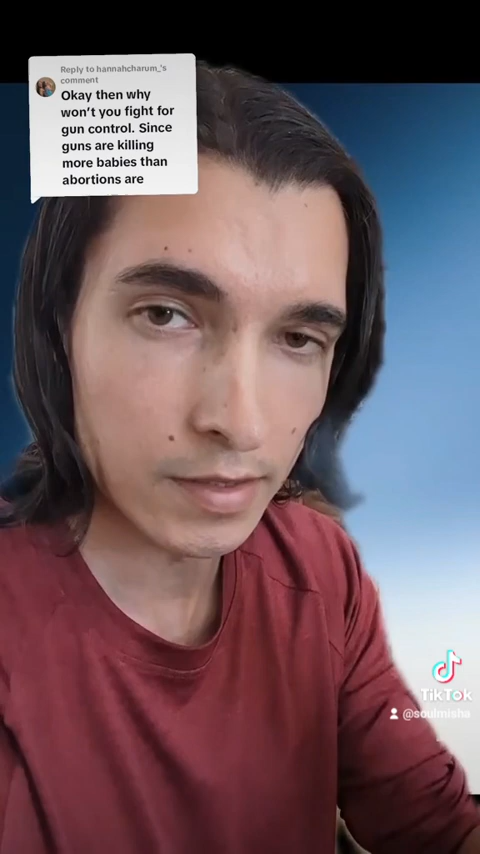 Reply to hannahcharum_'s
comment
Okay then why
won't you fight for
gun control. Since
guns are killing
more babies than
abortions are
TikTok
@soulmisha